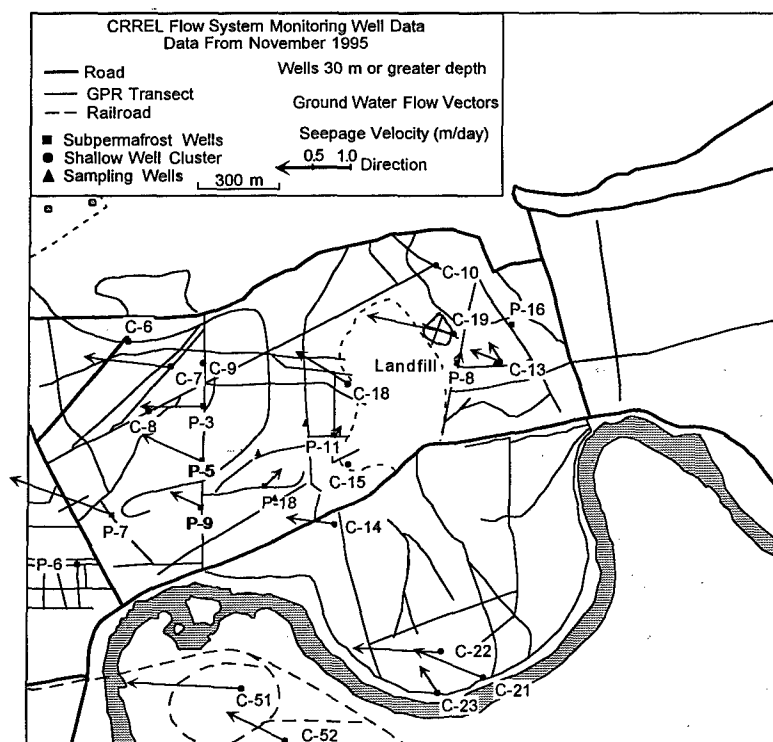 CRREL Flow System Monitoring Well Data
Data From November 1995
Road
Wells 30 m or greater depth
GPR Transect
Ground Water Flow Vectors
Railroad
Seepage Velocity (m/day)
Subpermafrost Wells
Shallow Well Cluster
0.5 1.0 Direction
Sampling Wells
300 m
C-10
P-16
C-6
C-19
Landfill
C-9
C-7
P-8
C-13
C-18
C-8
P-3
P-11
P-5
C-15
P-18
P-9
P-7
C-14
P-6
C-22
C-21
C-51
C-23
C-52